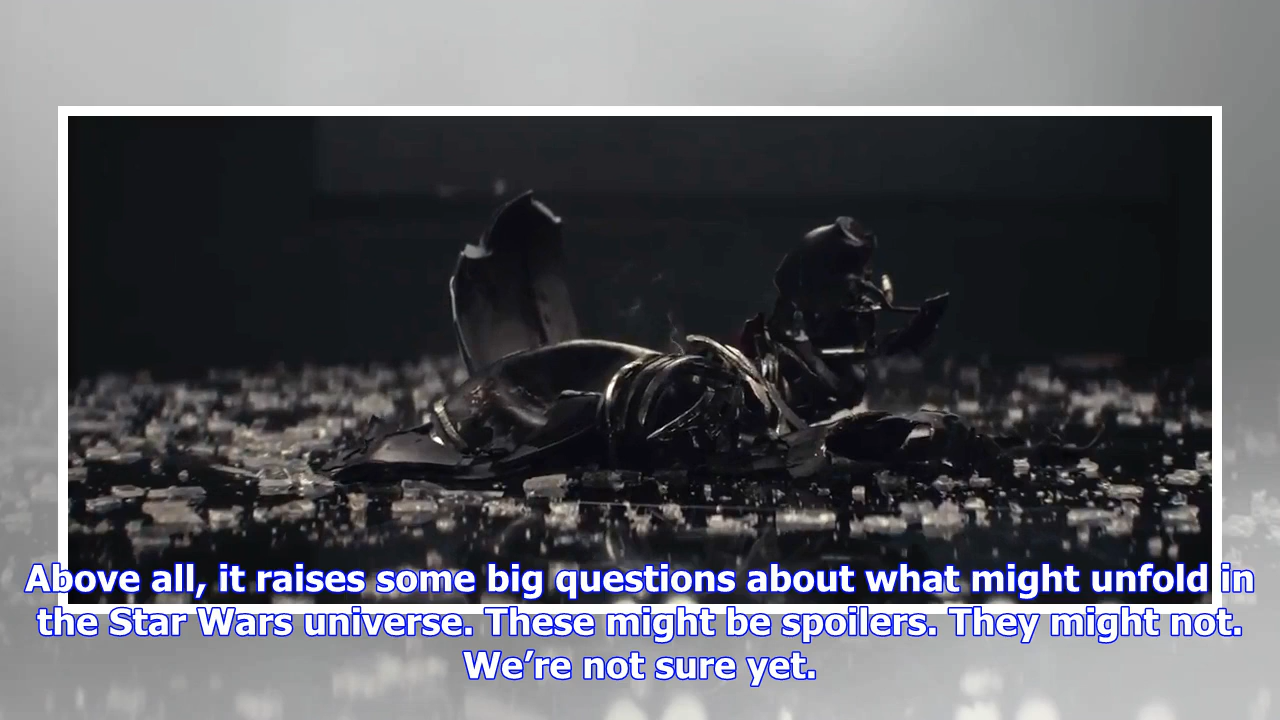 Above all, it raises some big questions about what might unfold in
the Star Wars universe. These might be spoilers. They might not.
We’re not sure yet.